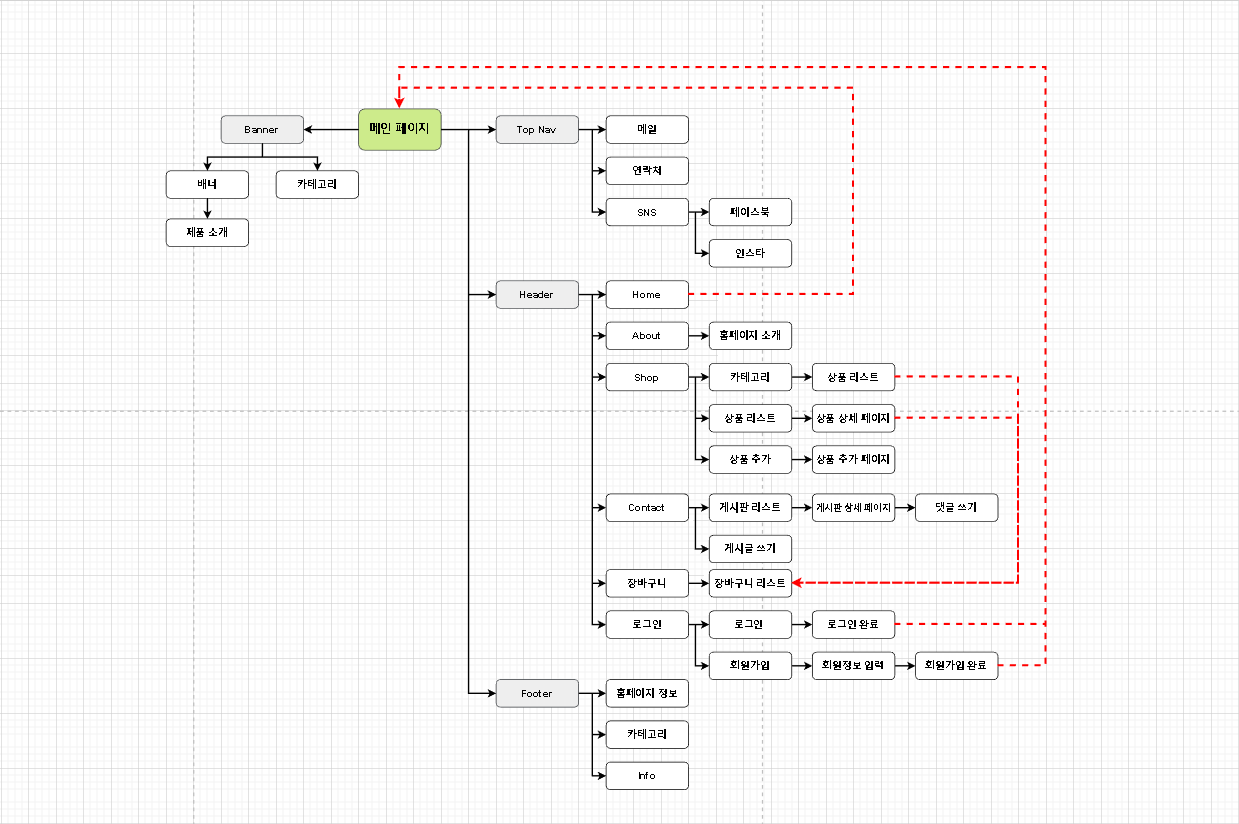 메인 페이지
Banner
배너
카테고리
제품 소개
Top Nav
메일
연락처
SNS
페이스북
인스타
Header
Home
About
홈페이지 소개
Shop
카테고리
상품 리스트
상품 리스트
상품 상세 페이지
상품 추가
상품 추가 페이지
Contact
게시판 리스트
게시판 상세 페이지
댓글 쓰기
게시글 쓰기
장바구니
장바구니 리스트
로그인
로그인
로그인 완료
회원가입
회원정보 입력
회원가입 완료
Footer
홈페이지 정보
카테고리
Info